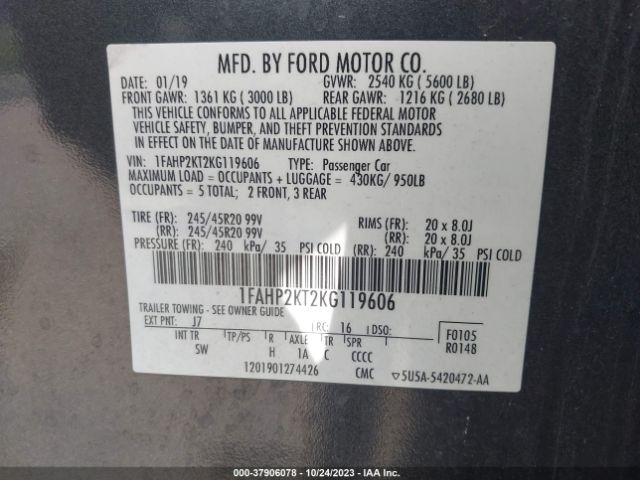 MFD. BY FORD MOTOR CO.
DATE: 01/19 GVWR: 2540 KG ( 5600 LB)
FRONT GAWR: 1361 KG ( 3000 LB) REAR GAWR: 1216 KG ( 2680 LB)
THIS VEHICLE CONFORMS TO ALL APPLICABLE FEDERAL MOTOR
VEHICLE SAFETY, BUMPER, AND THEFT PREVENTION STANDARDS
IN EFFECT ON THE DATE OF MANUFACTURE SHOWN ABOVE.
VIN: 1FAHP2KT2KG119606 TYPE: Passenger Car
MAXIMUM LOAD = OCCUPANTS + LUGGAGE = 430KG/ 950LB
OCCUPANTS = 5 TOTAL; 2 FRONT, 3 REAR
TIRE (FR): 245/45R20 99V RIMS (FR): 20 x 8.0J
(RR): 245/45R20 99V (RR): 20 x 8.0J
PRESSURE (FR): 240 kPa/ 35 PSI COLD (RR): 240 kPa/ 35 PSI COLD
1FAHP2KT2KG119606
TRAILER TOWING - SEE OWNER GUIDE
EXT PNT: J7 RC: 16 DSO: F0105
INT TR TP/PS R AXLE TR SPR R0148
SW H 1A C CCCC
1201901274426 CMC ▽5U5A-5420472-AA
000-37906078 - 10/24/2023 - IAA Inc.